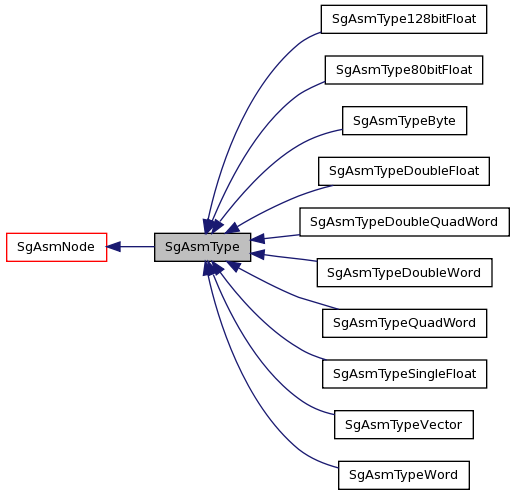 SgAsmType128bitFloat
SgAsmType80bitFloat
SgAsmTypeByte
SgAsmTypeDoubleFloat
SgAsmTypeDoubleQuadWord
SgAsmNode
SgAsmType
SgAsmTypeDoubleWord
SgAsmTypeQuadWord
SgAsmTypeSingleFloat
SgAsmTypeVector
SgAsmTypeWord